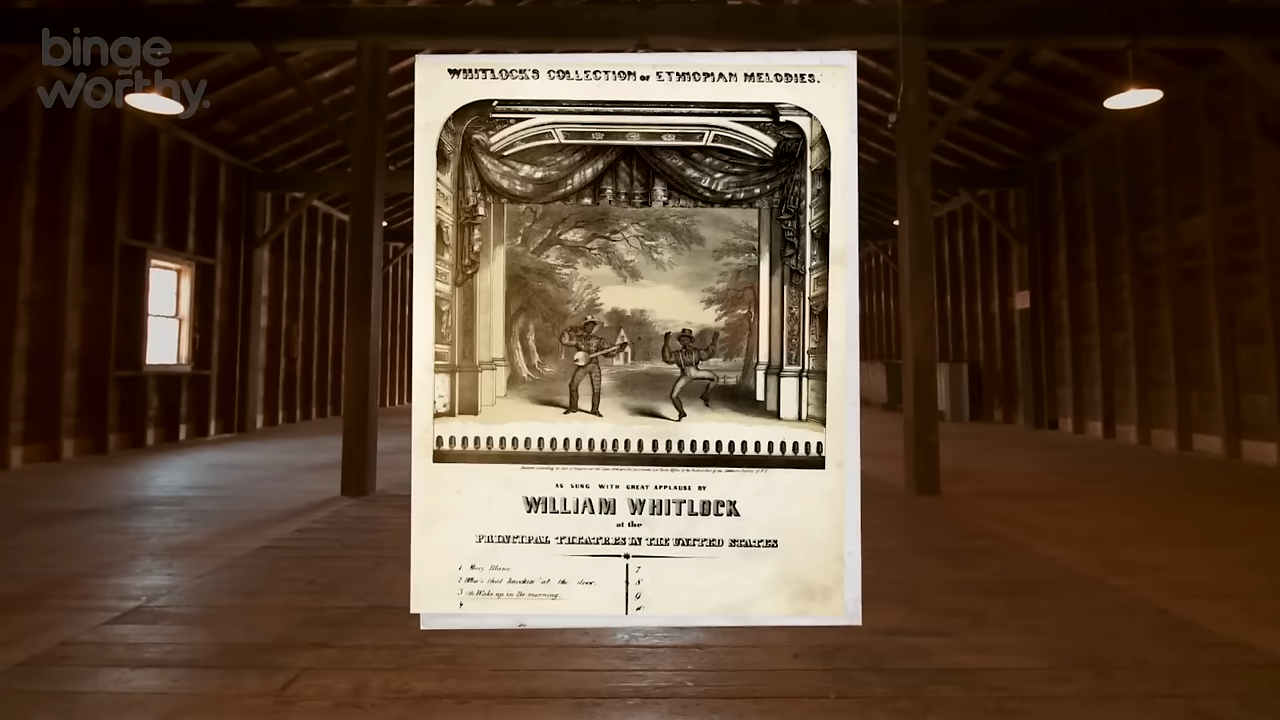 binge
worthy.
WHITLOCK'S COLLECTION OF ETHIOPIAN MELODIES.
AS SUNG WITH GREAT APPLAUSE BY
WILLIAM WHITLOCK
at the
PRINCIPAL THEATRES IN THE UNITED STATES
1 Mary Blane
2 Who's that knockin' at the door.
3 Wake up in De morning.
4
7
8
9
10